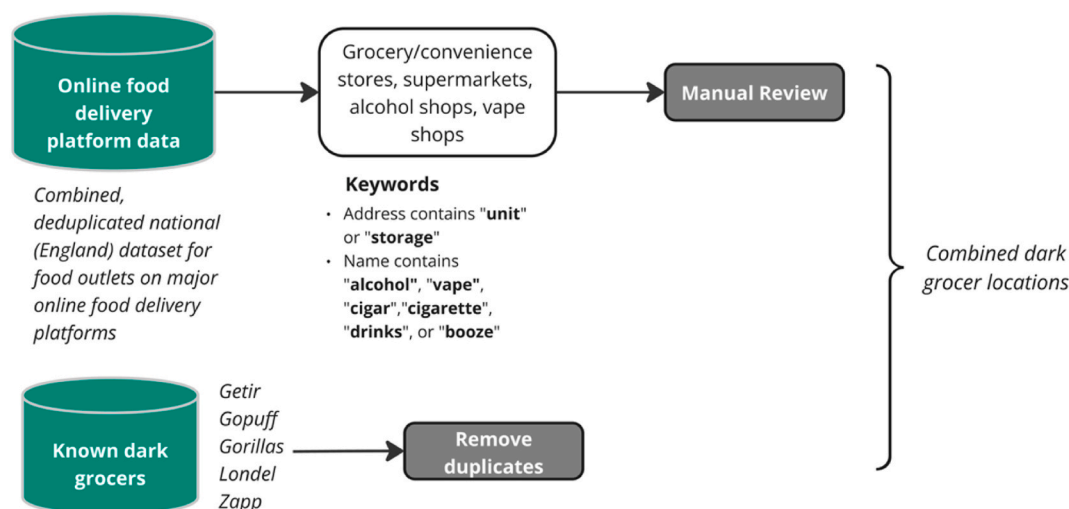 Online food
delivery
platform data
Grocery/convenience
stores, supermarkets,
alcohol shops, vape
shops
Manual Review
Combined,
deduplicated national
(England) dataset for
food outlets on major
online food delivery
platforms
Keywords
• Address contains "unit"
or "storage"
• Name contains
"alcohol", "vape",
"cigar","cigarette",
"drinks", or "booze"
Combined dark
grocer locations
Known dark
grocers
Getir
Gopuff
Gorillas
Londel
Zapp
Remove
duplicates